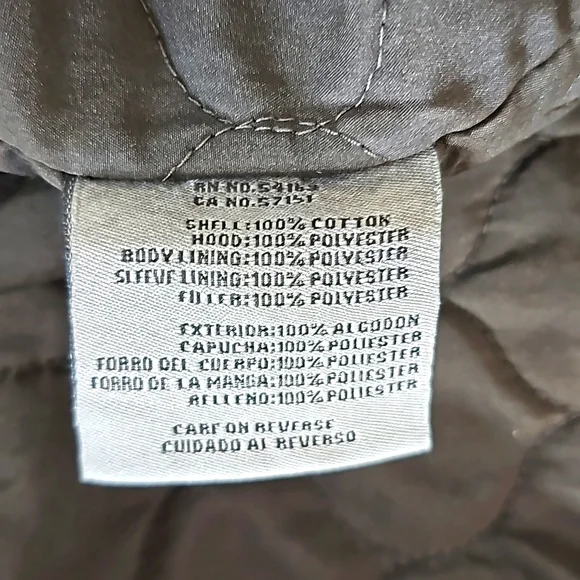 RN NO.54163
CA NO.57151
SHELL:100% COTTON
HOOD:100% POLYESTER
BODY LINING:100% POLYESTER
SLEEVE LINING:100% POLYESTER
FILLER:100% POLYESTER
EXTERIOR:100% ALGODON
CAPUCHA:100% POLIESTER
FORRO DEL CUERPO:100% POLIESTER
FORRO DE LA MANGA:100% POLIESTER
RELLENO:100% POLIESTER
CARE ON REVERSE
CUIDADO AL REVERSO